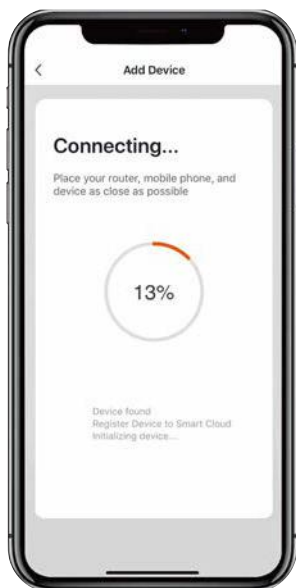 Add Device
Connecting...
Place your router, mobile phone, and
device as close as possible
13%
Device found
Register Device to Smart Cloud
Initializing device...